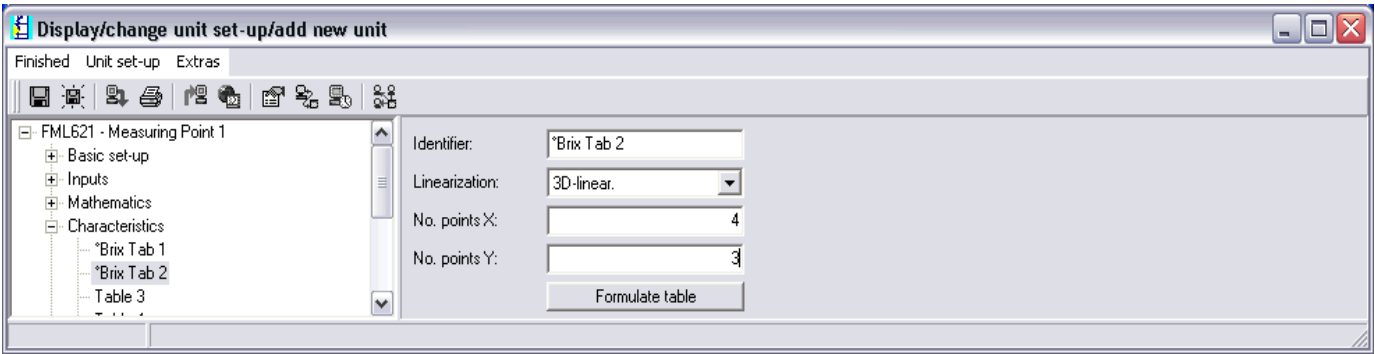 Display/change unit set-up/add new unit
Finished Unit set-up Extras
FML621 - Measuring Point 1
Basic set-up
Inputs
Mathematics
Characteristics
°Brix Tab 1
°Brix Tab 2
Table 3
Identifier: °Brix Tab 2
Linearization: 3D-linear.
No. points X: 4
No. points Y: 3
Formulate table